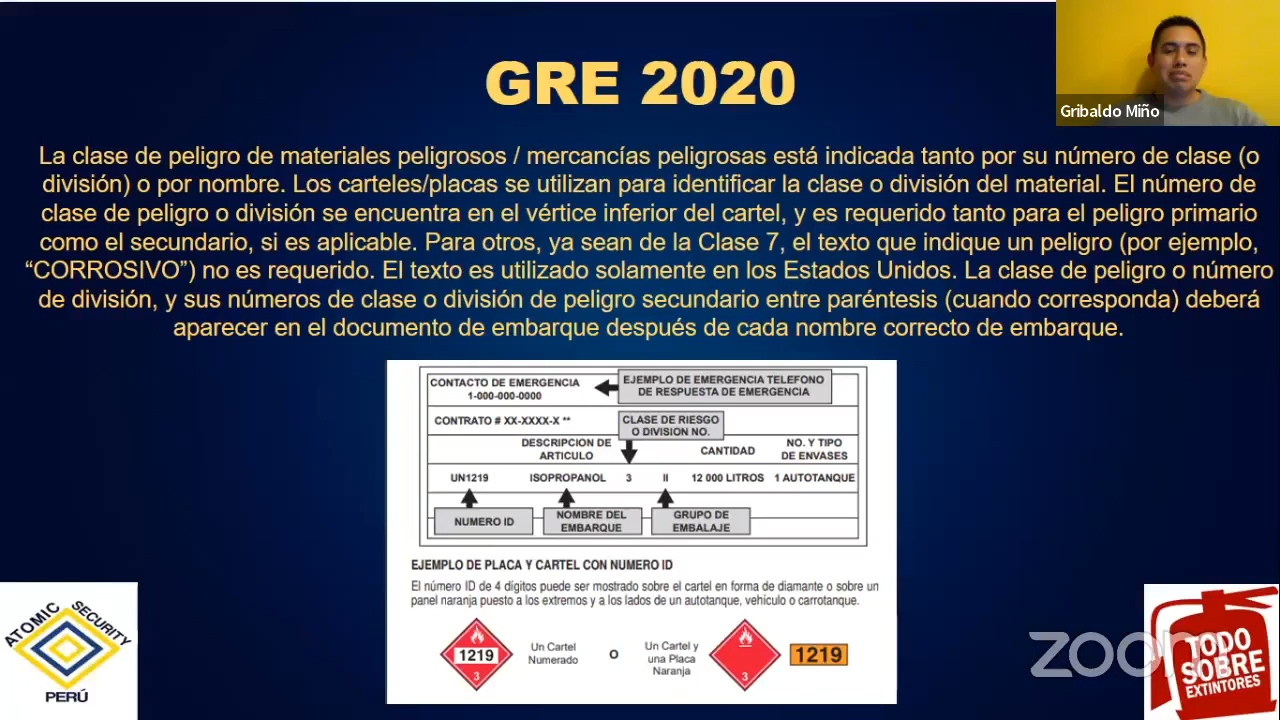 GRE 2020
Gribaldo Miño
La clase de peligro de materiales peligrosos / mercancías peligrosas está indicada tanto por su número de clase (o
división) o por nombre. Los carteles/placas se utilizan para identificar la clase o división del material. El número de
clase de peligro o división se encuentra en el vértice inferior del cartel, y es requerido tanto para el peligro primario
como el secundario, si es aplicable. Para otros, ya sean de la Clase 7, el texto que indique un peligro (por ejemplo,
“CORROSIVO”) no es requerido. El texto es utilizado solamente en los Estados Unidos. La clase de peligro o número
de división, y sus números de clase o división de peligro secundario entre paréntesis (cuando corresponda) deberá
aparecer en el documento de embarque después de cada nombre correcto de embarque.
CONTACTO DE EMERGENCIA
1-000-000-0000
EJEMPLO DE EMERGENCIA TELEFONO
DE RESPUESTA DE EMERGENCIA
CONTRATO # XX-XXXX-X **
CLASE DE RIESGO
O DIVISION NO.
DESCRIPCION DE
ARTICULO
CANTIDAD
NO. Y TIPO
DE ENVASES
UN1219 ISOPROPANOL 3 II 12 000 LITROS 1 AUTOTANQUE
NUMERO ID
NOMBRE DEL
EMBARQUE
GRUPO DE
EMBALAJE
EJEMPLO DE PLACA Y CARTEL CON NUMERO ID
El número ID de 4 dígitos puede ser mostrado sobre el cartel en forma de diamante o sobre un
panel naranja puesto a los extremos y a los lados de un autotanque, vehículo o carrotanque.
1219
3
Un Cartel
Numerado
O
Un Cartel y
una Placa
Naranja
3
1219
ATOMIC SECURITY
PERÚ
zoom
TODO
SOBRE
EXTINTORES